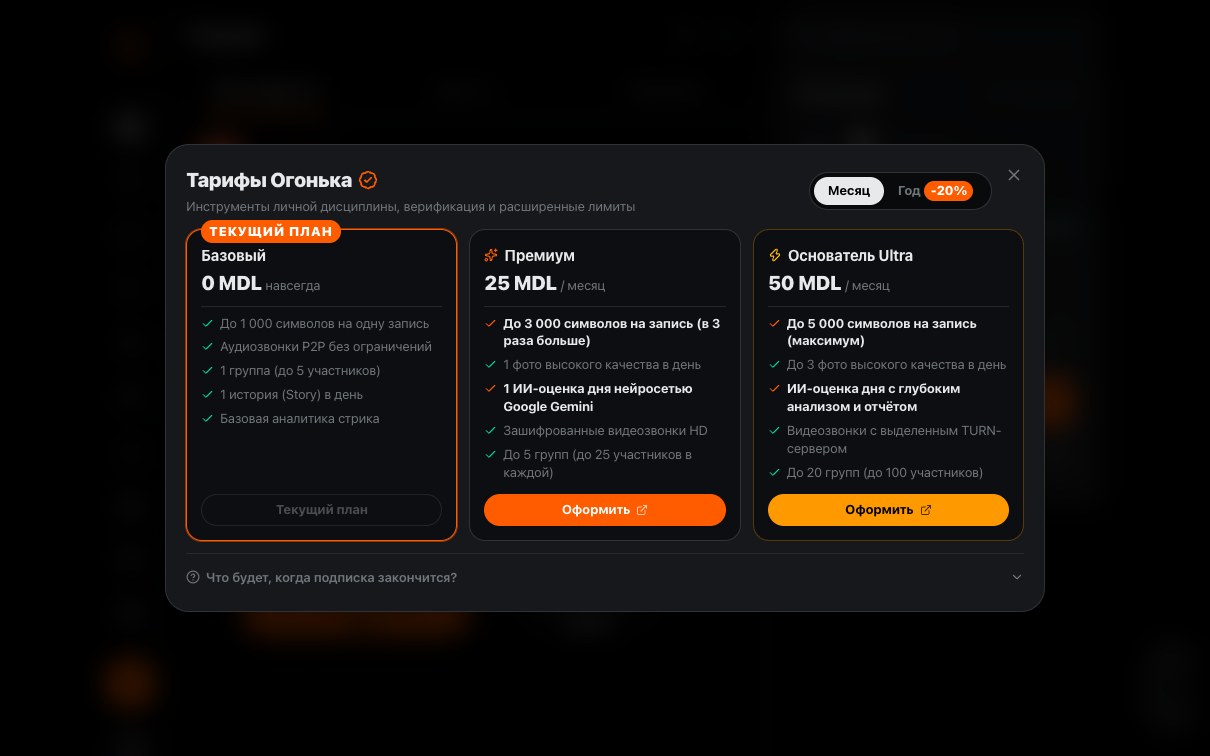 Тарифы Огонька
Инструменты личной дисциплины, верификация и расширенные лимиты
Месяц
Год -20%
ТЕКУЩИЙ ПЛАН
Базовый
0 MDL навсегда
До 1 000 символов на одну запись
Аудиозвонки P2P без ограничений
1 группа (до 5 участников)
1 история (Story) в день
Базовая аналитика стрика
Текущий план
Премиум
25 MDL / месяц
До 3 000 символов на запись (в 3
раза больше)
1 фото высокого качества в день
1 ИИ-оценка дня нейросетью
Google Gemini
Зашифрованные видеозвонки HD
До 5 групп (до 25 участников в
каждой)
Оформить
Основатель Ultra
50 MDL / месяц
До 5 000 символов на запись
(максимум)
До 3 фото высокого качества в день
ИИ-оценка дня с глубоким
анализом и отчётом
Видеозвонки с выделенным TURN-
сервером
До 20 групп (до 100 участников)
Оформить
Что будет, когда подписка закончится?